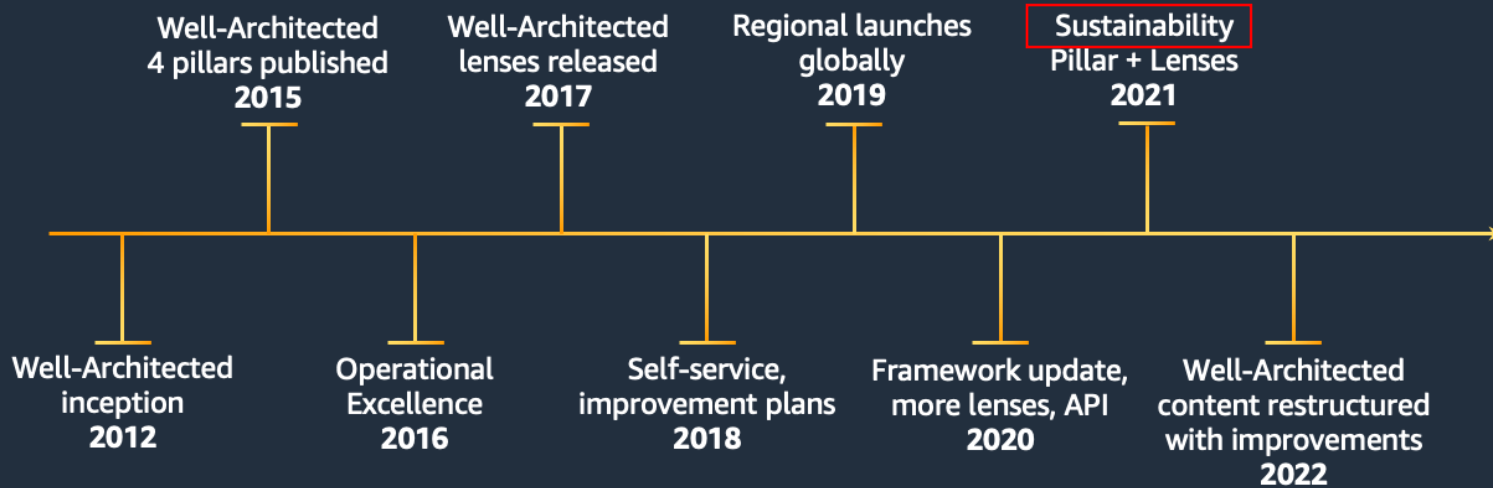 Well-Architected
4 pillars published
2015
Well-Architected
lenses released
2017
Regional launches
globally
2019
Sustainability
Pillar + Lenses
2021
Well-Architected
inception
2012
Operational
Excellence
2016
Self-service,
improvement plans
2018
Framework update,
more lenses, API
2020
Well-Architected
content restructured
with improvements
2022